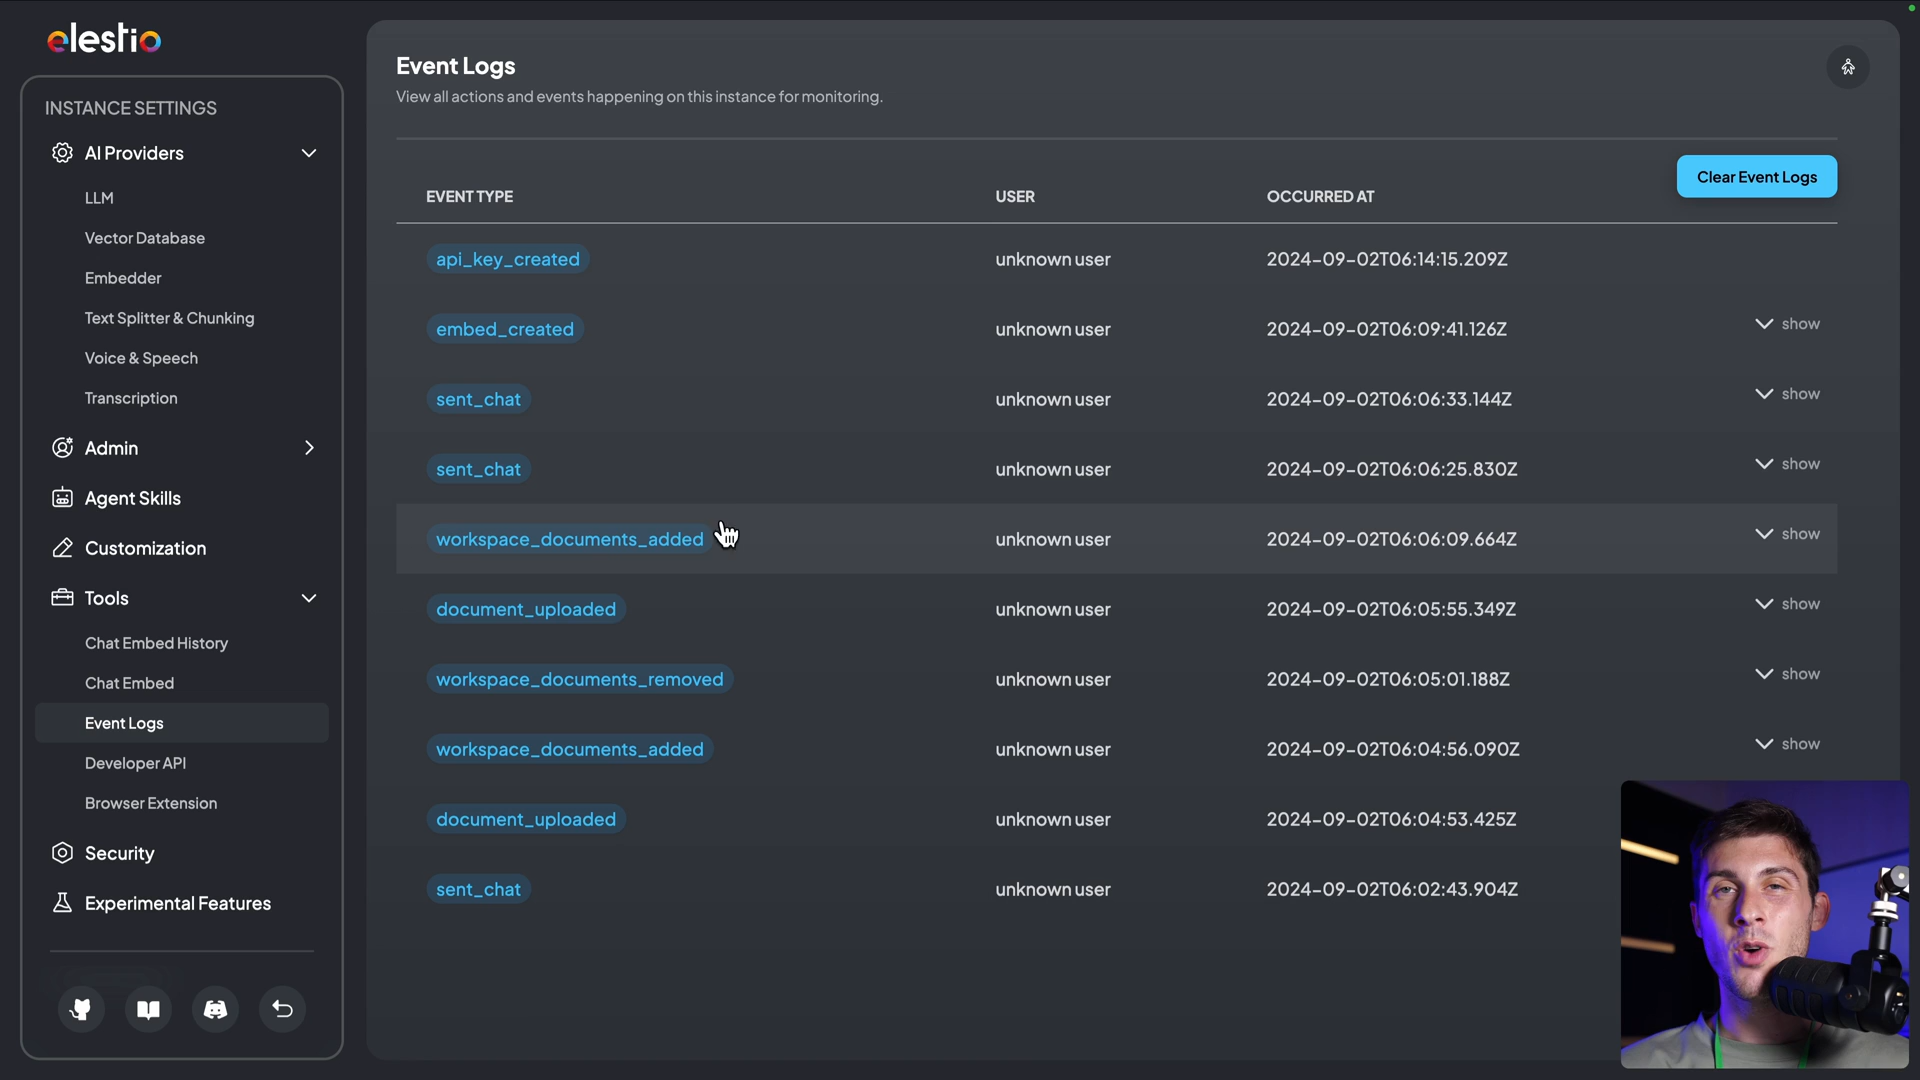 elestio
INSTANCE SETTINGS
AI Providers
LLM
Vector Database
Embedder
Text Splitter & Chunking
Voice & Speech
Transcription
Admin
Agent Skills
Customization
Tools
Chat Embed History
Chat Embed
Event Logs
Developer API
Browser Extension
Security
Experimental Features
Event Logs
View all actions and events happening on this instance for monitoring.
Clear Event Logs
EVENT TYPE USER OCCURRED AT
api_key_created unknown user 2024-09-02T06:14:15.209Z
embed_created unknown user 2024-09-02T06:09:41.126Z show
sent_chat unknown user 2024-09-02T06:06:33.144Z show
sent_chat unknown user 2024-09-02T06:06:25.830Z show
workspace_documents_added unknown user 2024-09-02T06:06:09.664Z show
document_uploaded unknown user 2024-09-02T06:05:55.349Z show
workspace_documents_removed unknown user 2024-09-02T06:05:01.188Z show
workspace_documents_added unknown user 2024-09-02T06:04:56.090Z show
document_uploaded unknown user 2024-09-02T06:04:53.425Z
sent_chat unknown user 2024-09-02T06:02:43.904Z